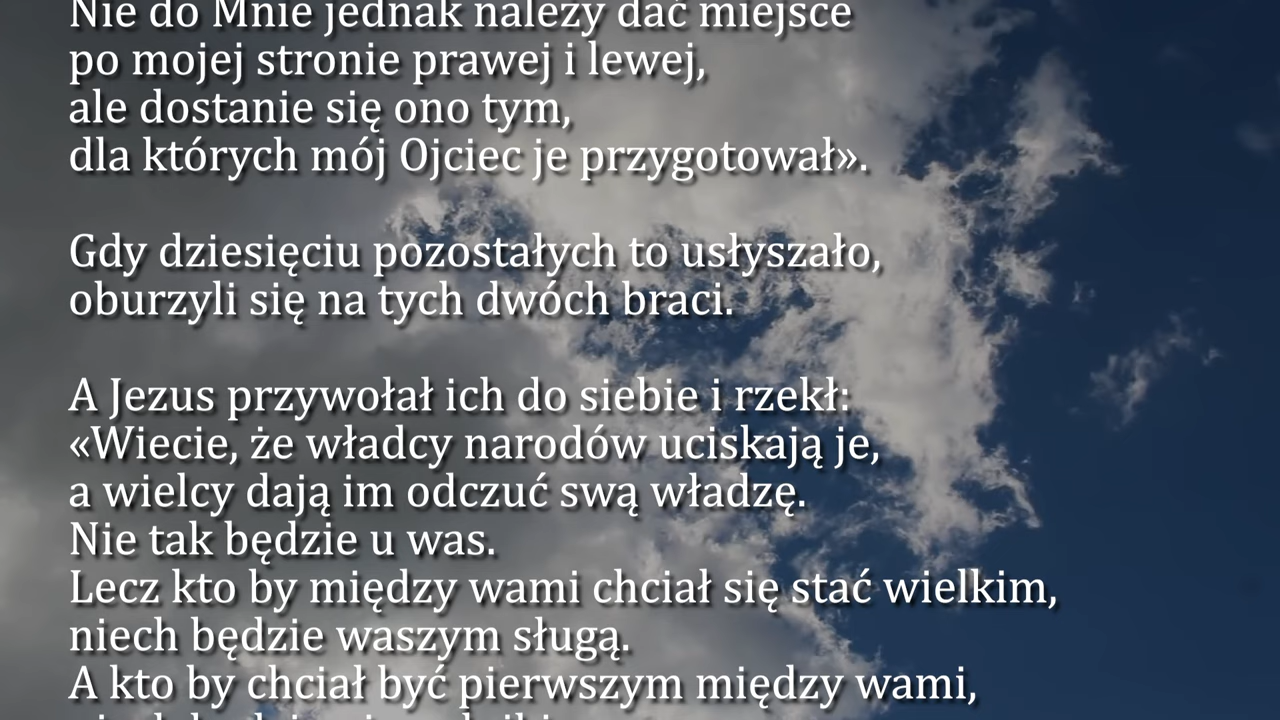 Nie do Mnie jednak należy dać miejsce
po mojej stronie prawej i lewej,
ale dostanie się ono tym,
dla których mój Ojciec je przygotował».
Gdy dziesięciu pozostałych to usłyszało,
oburzyli się na tych dwóch braci.
A Jezus przywołał ich do siebie i rzekł:
«Wiecie, że władcy narodów uciskają je,
a wielcy dają im odczuć swą władzę.
Nie tak będzie u was.
Lecz kto by między wami chciał się stać wielkim,
niech będzie waszym sługą.
A kto by chciał być pierwszym między wami,